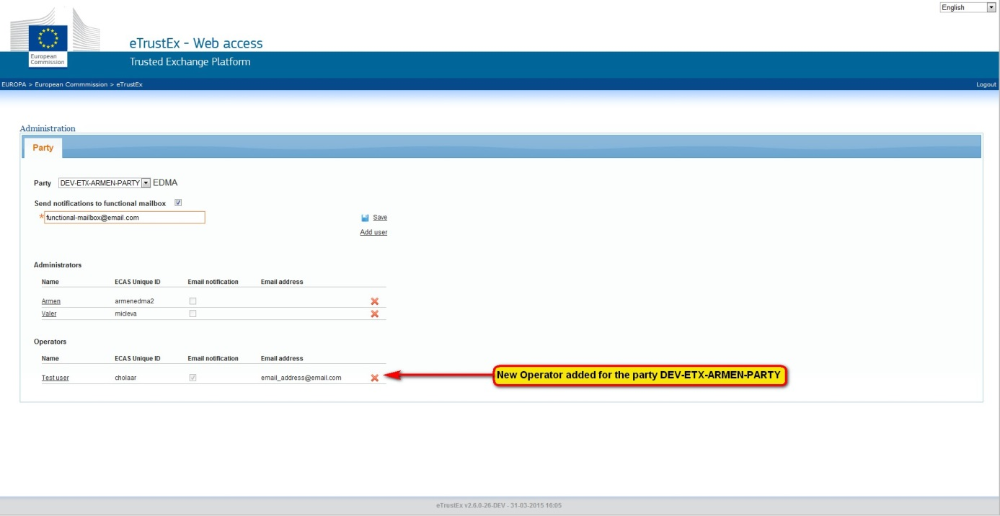 English
European
Commission
eTrustEx - Web access
Trusted Exchange Platform
EUROPA > European Commmission > eTrustEx
Logout
Administration
Party
Party DEV-ETX-ARMEN-PARTY EDMA
Send notifications to functional mailbox
*functional-mailbox@email.com
Save
Add user
Administrators
Name ECAS Unique ID Email notification Email address
Armen armenedma2
Valer micleva
Operators
Name ECAS Unique ID Email notification Email address
Test user cholaar email_address@email.com
New Operator added for the party DEV-ETX-ARMEN-PARTY
eTrustEx v2.6.0-26-DEV - 31-03-2015 16:05